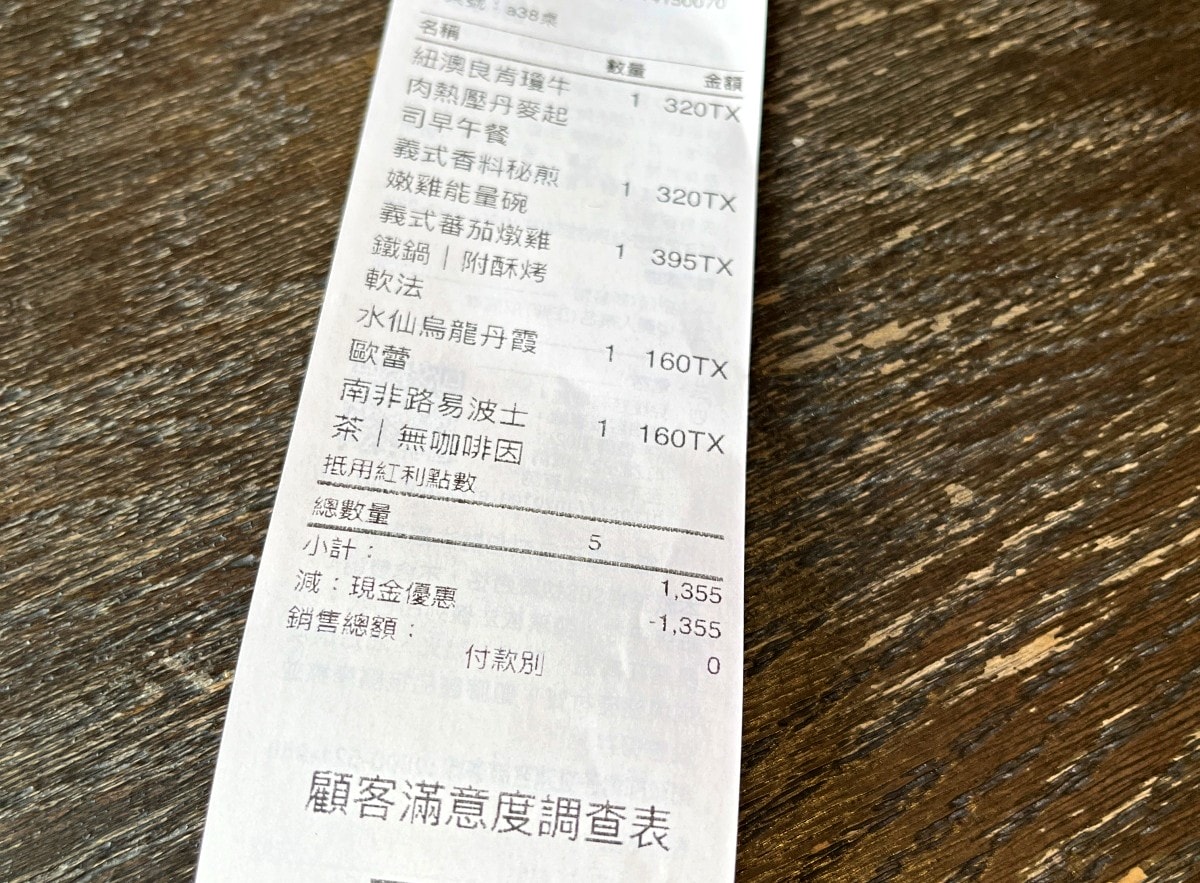 a38桌
名稱 數量 金額
紐澳良肯瓊牛 1 320TX
肉熱壓丹麥起
司早午餐
義式香料秘煎 1 320TX
嫩雞能量碗
義式蕃茄燉雞 1 395TX
鐵鍋｜附酥烤
軟法
水仙烏龍丹霞 1 160TX
歐蕾
南非路易波士 1 160TX
茶｜無咖啡因
抵用紅利點數
總數量 5
小計： 1,355
減：現金優惠 -1,355
銷售總額： 0
付款別
顧客滿意度調查表